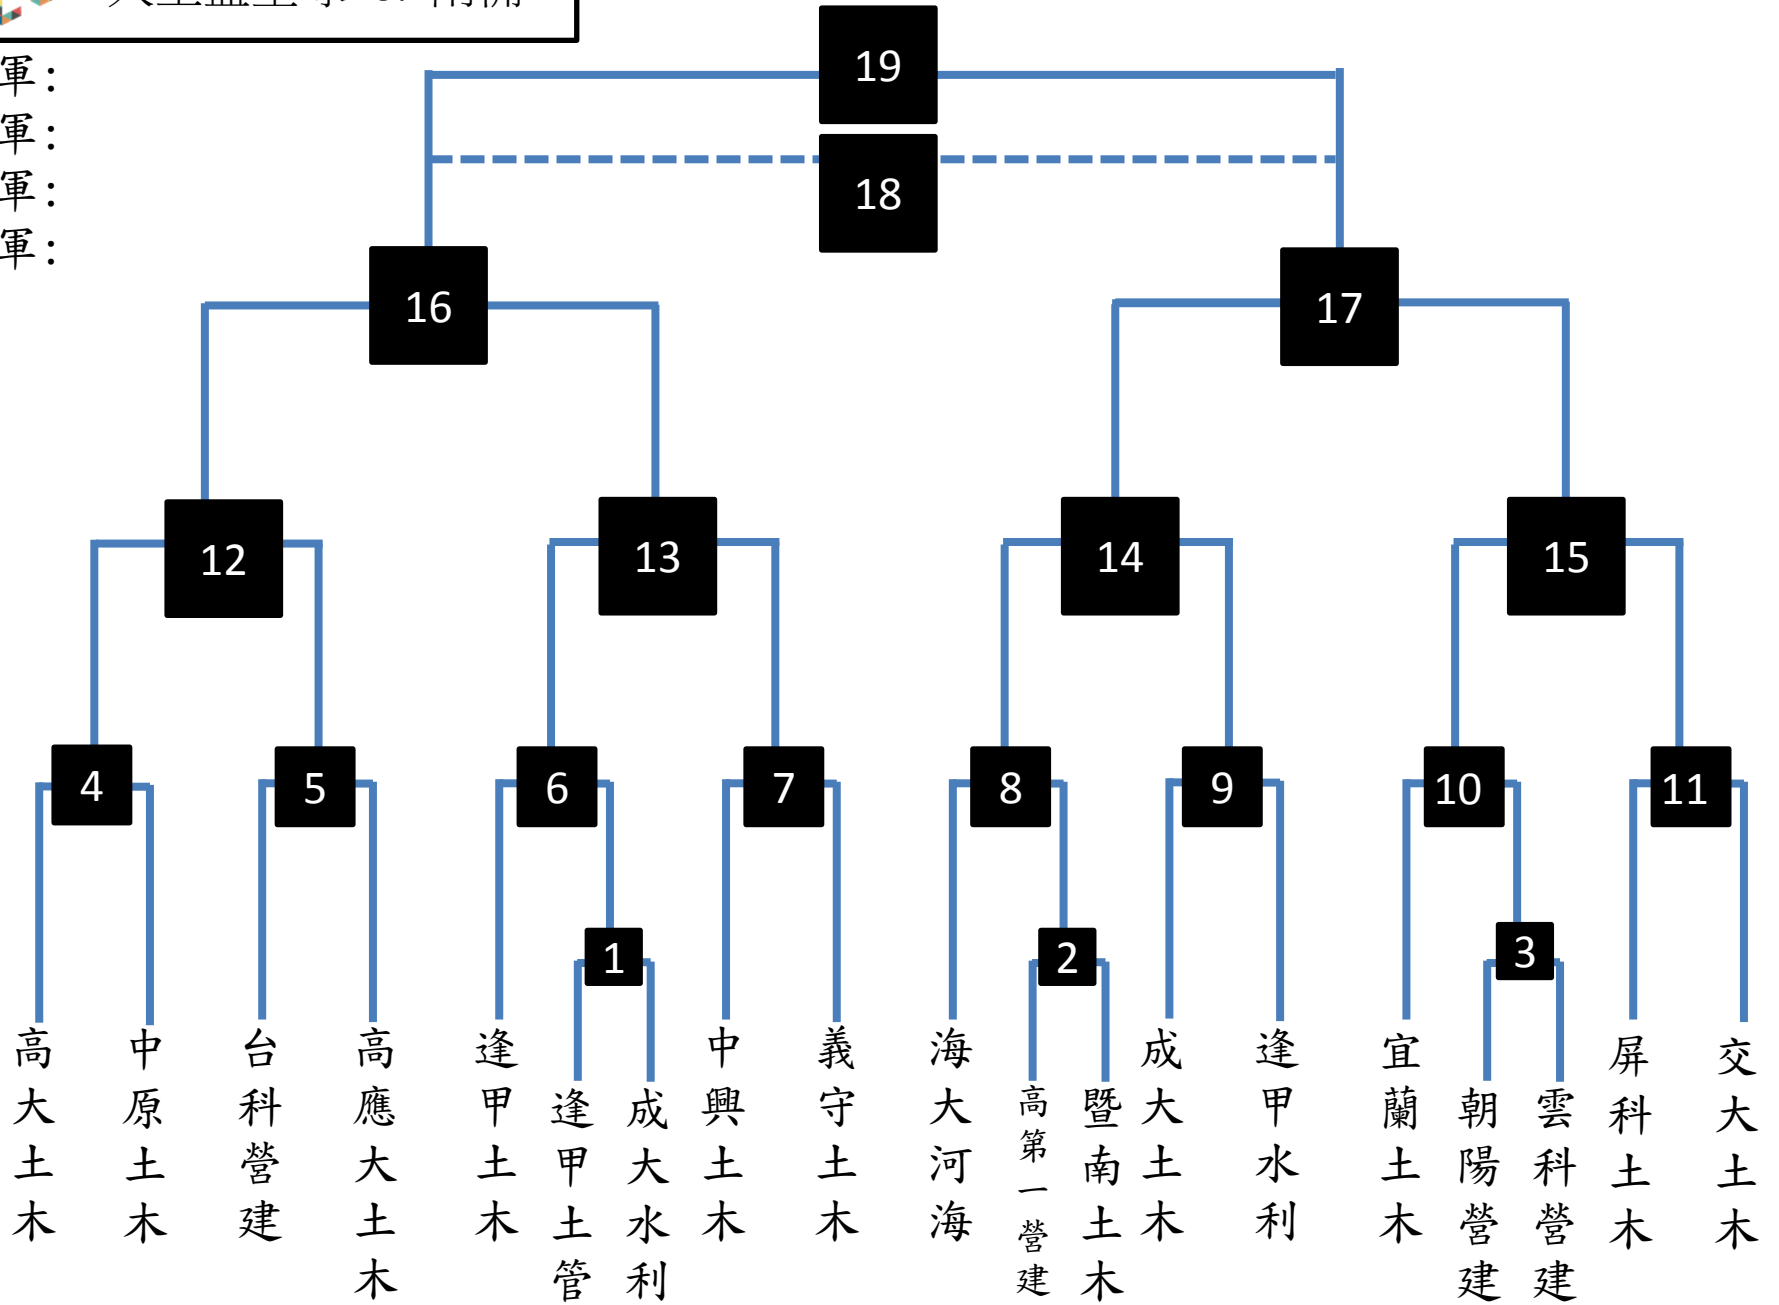 軍:
軍:
軍:
軍:
19
18
16
17
12
13
14
15
4
5
6
7
8
9
10
11
1
2
3
高大土木
中原土木
台科營建
高應大土木
逢甲土木
逢甲土管
成大水利
中興土木
義守土木
海大河海
高第一營建
暨南土木
成大土木
逢甲水利
宜蘭土木
朝陽營建
雲科營建
屏科土木
交大土木